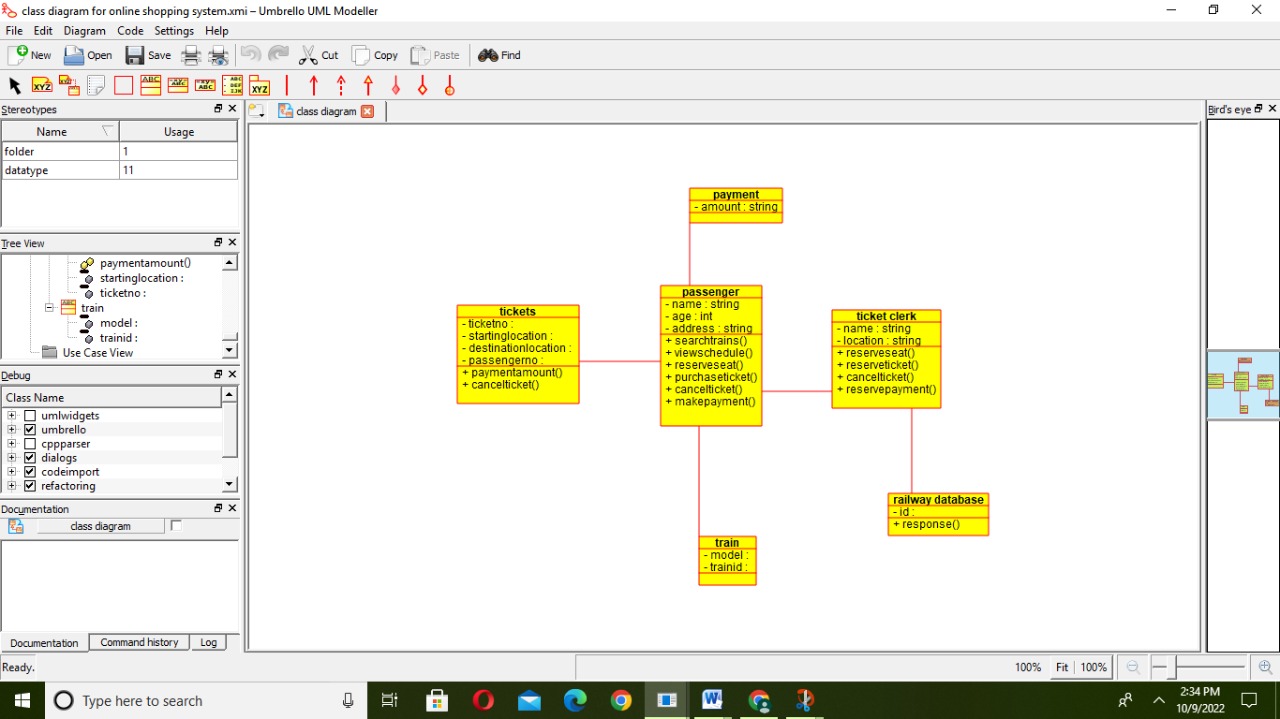 class diagram for online shopping system.xmi – Umbrello UML Modeller
File Edit Diagram Code Settings Help
New Open Save Cut Copy Paste Find
XYZ ABC XYZ
Stereotypes
Name Usage
folder 1
datatype 11
Tree View
paymentamount()
startinglocation :
ticketno :
train
model :
trainid :
Use Case View
Debug
Class Name
umlwidgets
umbrello
cppparser
dialogs
codeimport
refactoring
Documentation
class diagram
Documentation Command history Log
class diagram
payment
- amount : string
passenger
- name : string
- age : int
- address : string
+ searchtrains()
+ viewschedule()
+ reserveseat()
+ purchaseticket()
+ cancelticket()
+ makepayment()
tickets
- ticketno :
- startinglocation :
- destinationlocation :
- passengerno :
+ paymentamount()
+ cancelticket()
ticket clerk
- name : string
- location : string
+ reserveseat()
+ reserveticket()
+ cancelticket()
+ reservepayment()
railway database
- id :
+ response()
train
- model :
- trainid :
Bird's eye
Ready.
100% Fit 100%
Type here to search
2:34 PM
10/9/2022